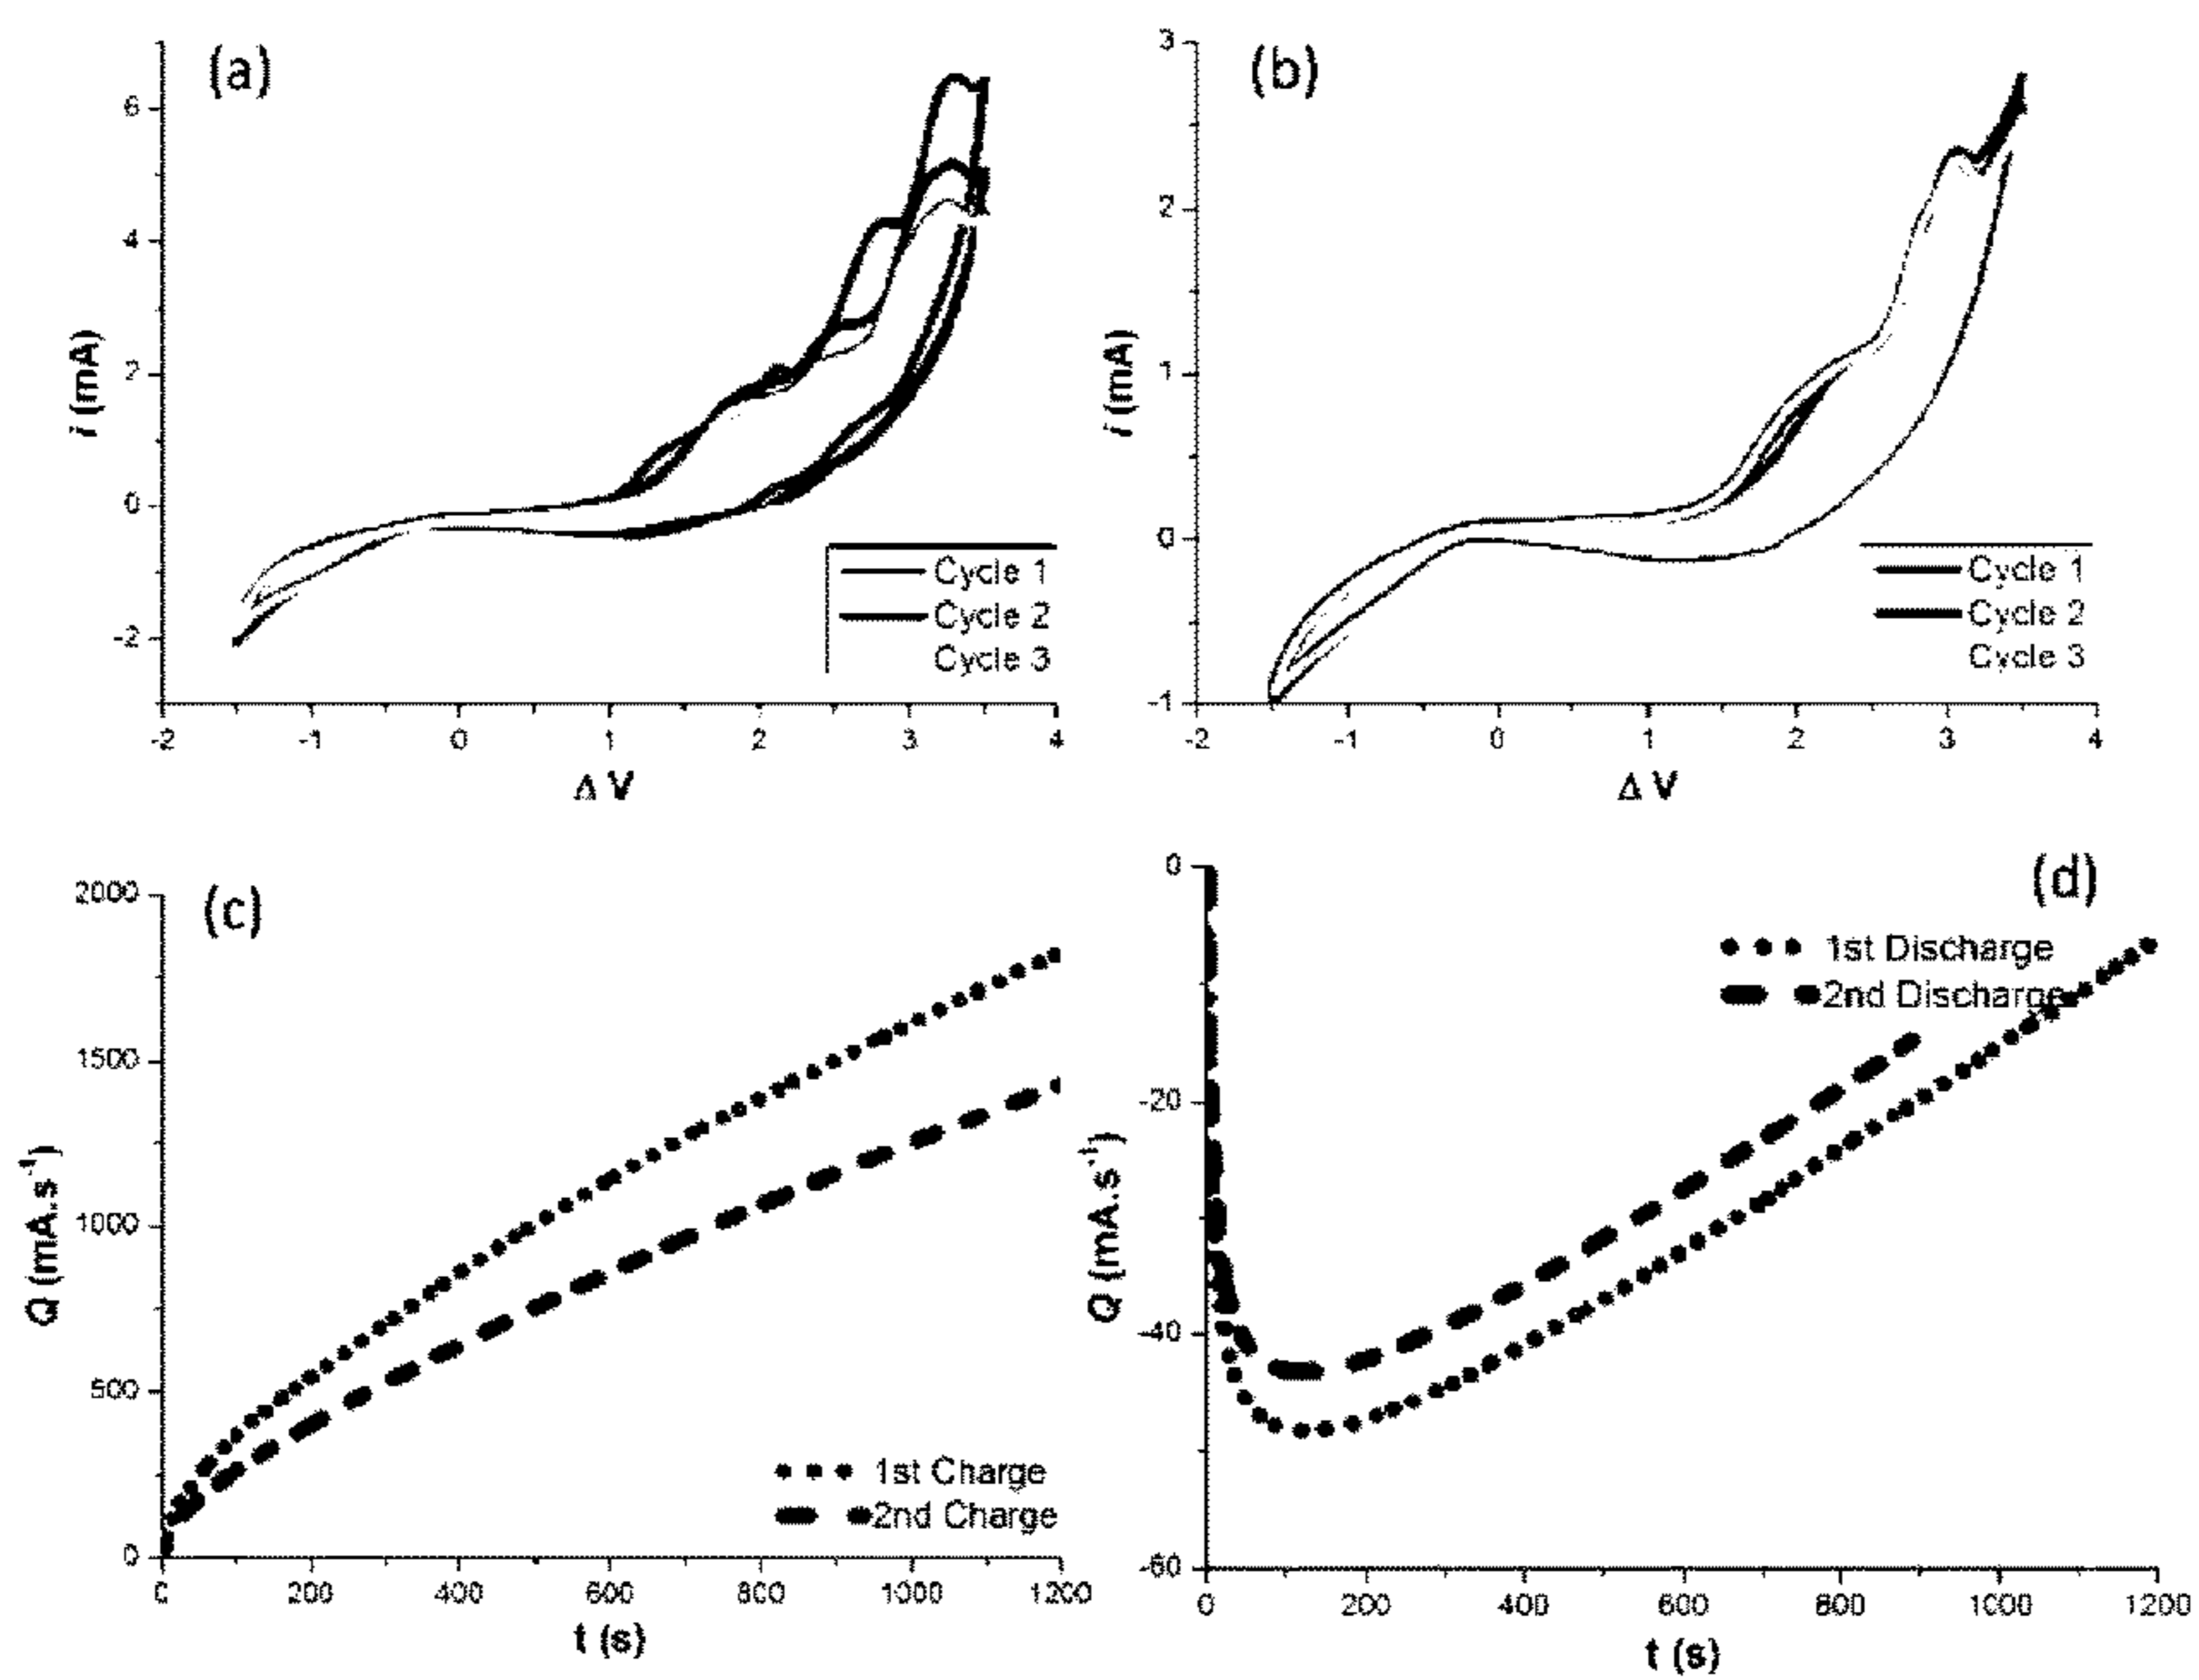 (a)
6
4
2
0
-2
i (mA)
-2 -1 0 1 2 3 4
Δ V
Cycle 1
Cycle 2
Cycle 3
(b)
3
2
1
0
-1
i (mA)
-2 -1 0 1 2 3 4
Δ V
Cycle 1
Cycle 2
Cycle 3
(c)
2000
1500
1000
500
0
Q (mA.s⁻¹)
0 200 400 600 800 1000 1200
t (s)
1st Charge
2nd Charge
(d)
0
-20
-40
-60
Q (mA.s⁻¹)
0 200 400 600 800 1000 1200
t (s)
1st Discharge
2nd Discharge